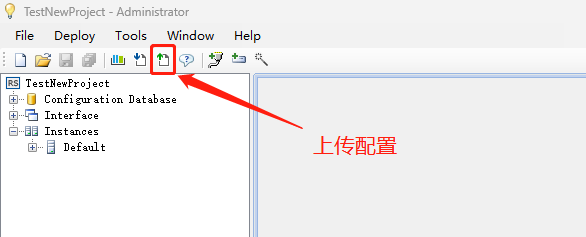 TestNewProject - Administrator
File Deploy Tools Window Help
RS TestNewProject
Configuration Database
Interface
Instances
Default
上传配置